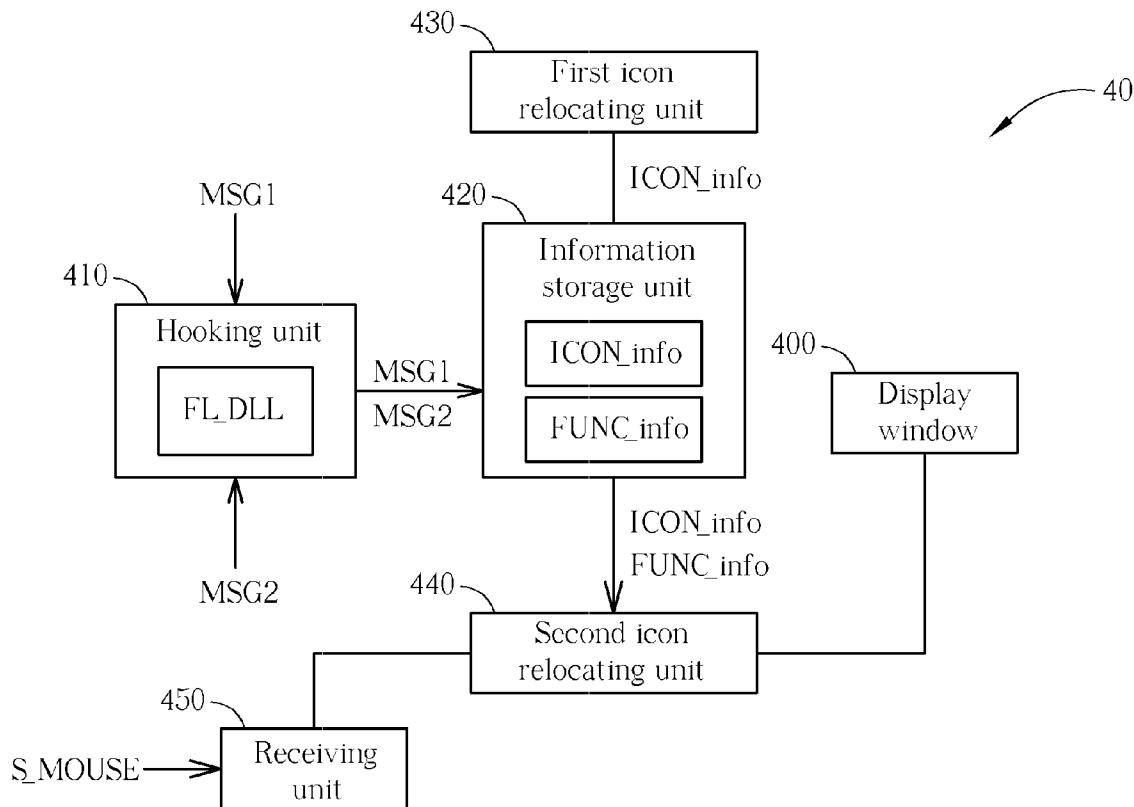 430
First icon
relocating unit
40
ICON_info
MSG1
420
Information
storage unit
410
Hooking unit
ICON_info
400
MSG1
FL_DLL
MSG2
FUNC_info
Display
window
ICON_info
FUNC_info
MSG2
440
Second icon
relocating unit
450
S_MOUSE
Receiving
unit